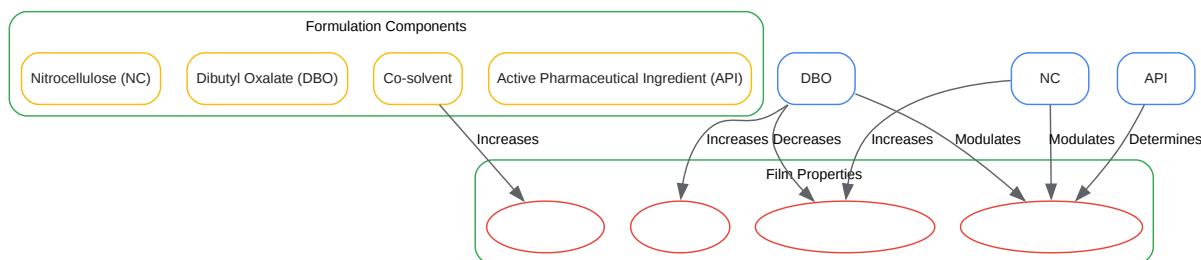 Formulation Components
Nitrocellulose (NC)
Dibutyl Oxalate (DBO)
Co-solvent
Active Pharmaceutical Ingredient (API)
DBO
NC
API
Increases
Increases
Decreases
Increases
Modulates
Modulates
Determines
Film Properties